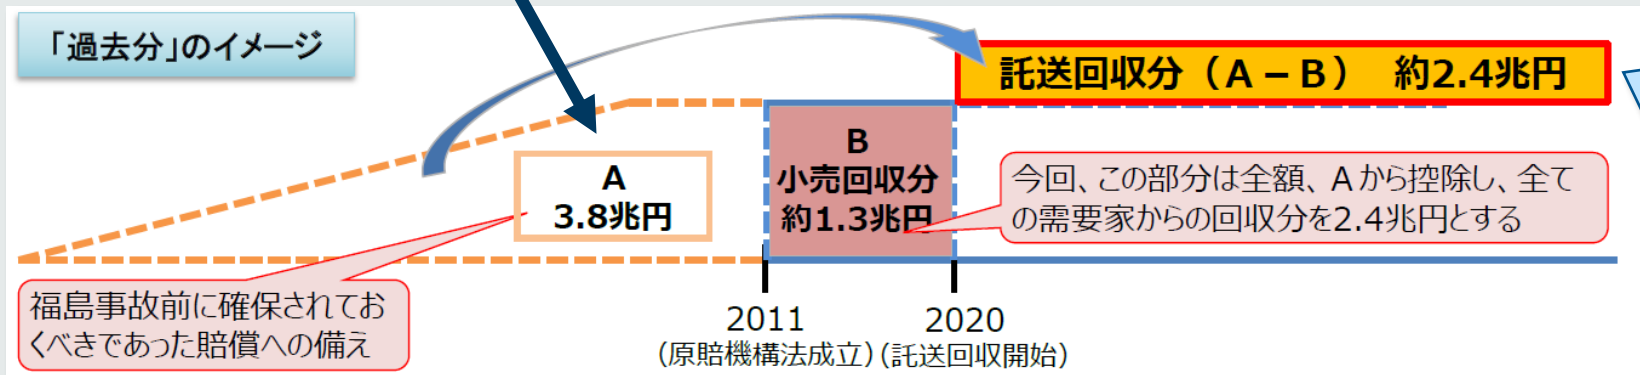 「過去分」のイメージ
託送回収分（A－B） 約2.4兆円
A
3.8兆円
B
小売回収分
約1.3兆円
今回、この部分は全額、Aから控除し、全て
の需要家からの回収分を2.4兆円とする
福島事故前に確保されてお
くべきであった賠償への備え
2011
（原賠機構法成立）
2020
（託送回収開始）